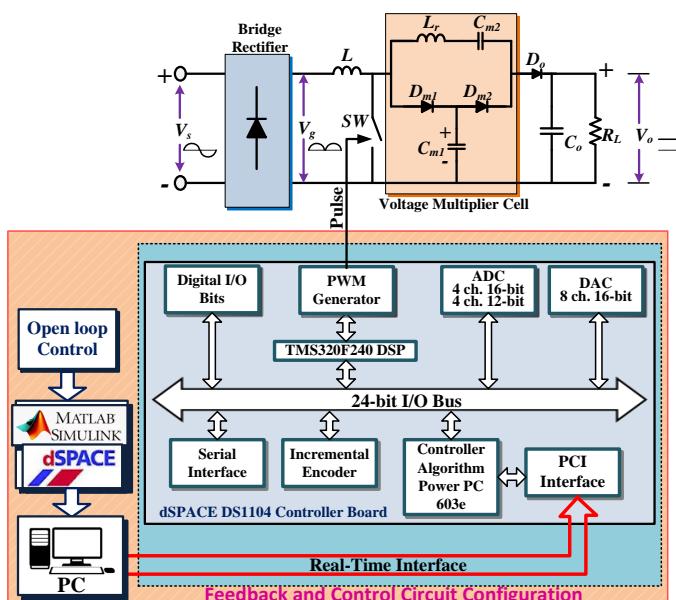 Bridge
Rectifier
L
Lr
Cm2
Do
+
+
Vs
Vg
SW
Dm1
Dm2
+
Cm1
-
Co
RL
Vo
-
-
Voltage Multiplier Cell
Pulse
Digital I/O
Bits
PWM
Generator
ADC
4 ch. 16-bit
4 ch. 12-bit
DAC
8 ch. 16-bit
Open loop
Control
TMS320F240 DSP
24-bit I/O Bus
MATLAB
SIMULINK
dSPACE
Serial
Interface
Incremental
Encoder
Controller
Algorithm
Power PC
603e
PCI
Interface
dSPACE DS1104 Controller Board
PC
Real-Time Interface
Feedback and Control Circuit Configuration